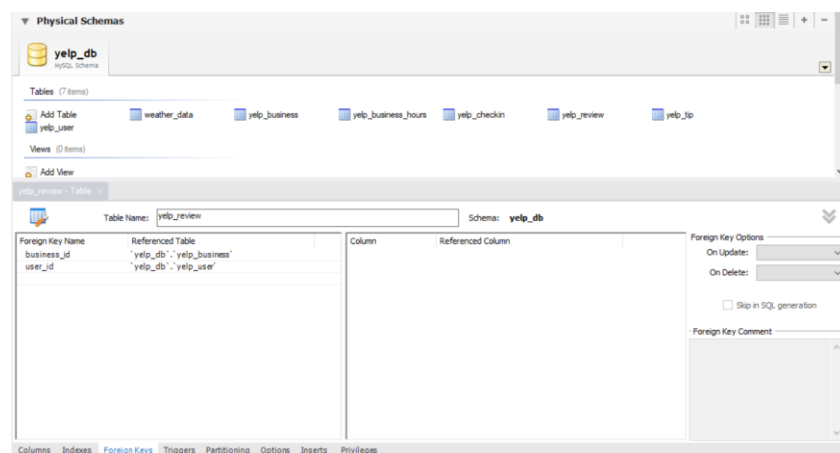 ▼ Physical Schemas
yelp_db
MySQL Schema
Tables (7 items)
Add Table weather_data yelp_business yelp_business_hours yelp_checkin yelp_review yelp_tip
yelp_user
Views (0 items)
Add View
yelp_review - Table ×
Table Name: yelp_review Schema: yelp_db
Foreign Key Name Referenced Table Column Referenced Column Foreign Key Options
business_id `yelp_db`.`yelp_business` On Update:
user_id `yelp_db`.`yelp_user` On Delete:
Skip in SQL generation
Foreign Key Comment
Columns Indexes Foreign Keys Triggers Partitioning Options Inserts Privileges